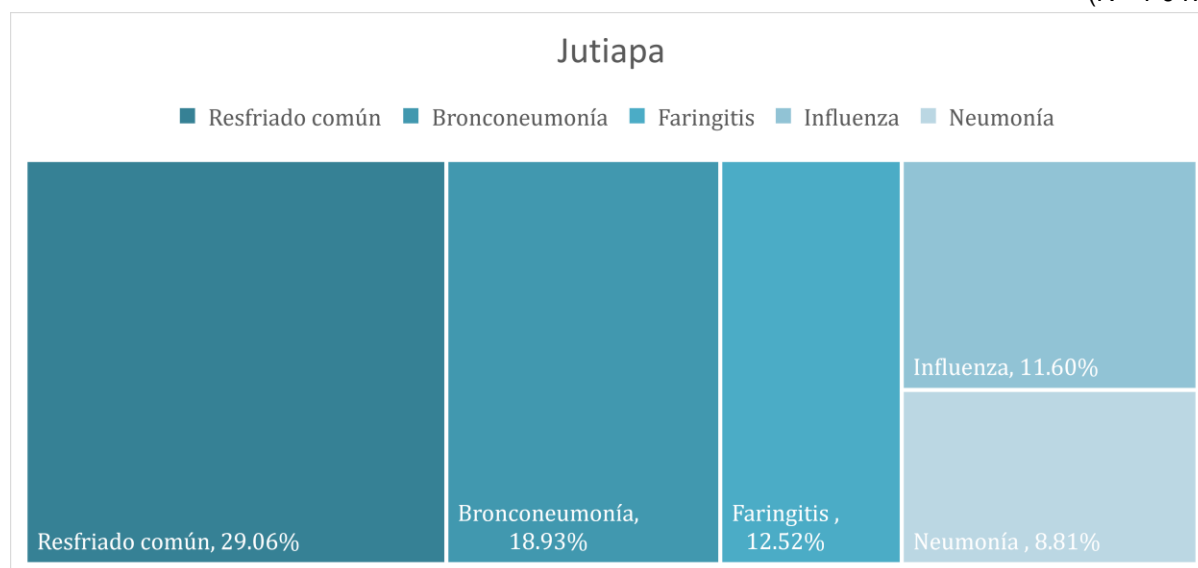 Jutiapa
Resfriado común Bronconeumonía Faringitis Influenza Neumonía
Influenza, 11.60%
Bronconeumonía,
18.93%
Faringitis ,
12.52%
Resfriado común, 29.06%
Neumonía , 8.81%